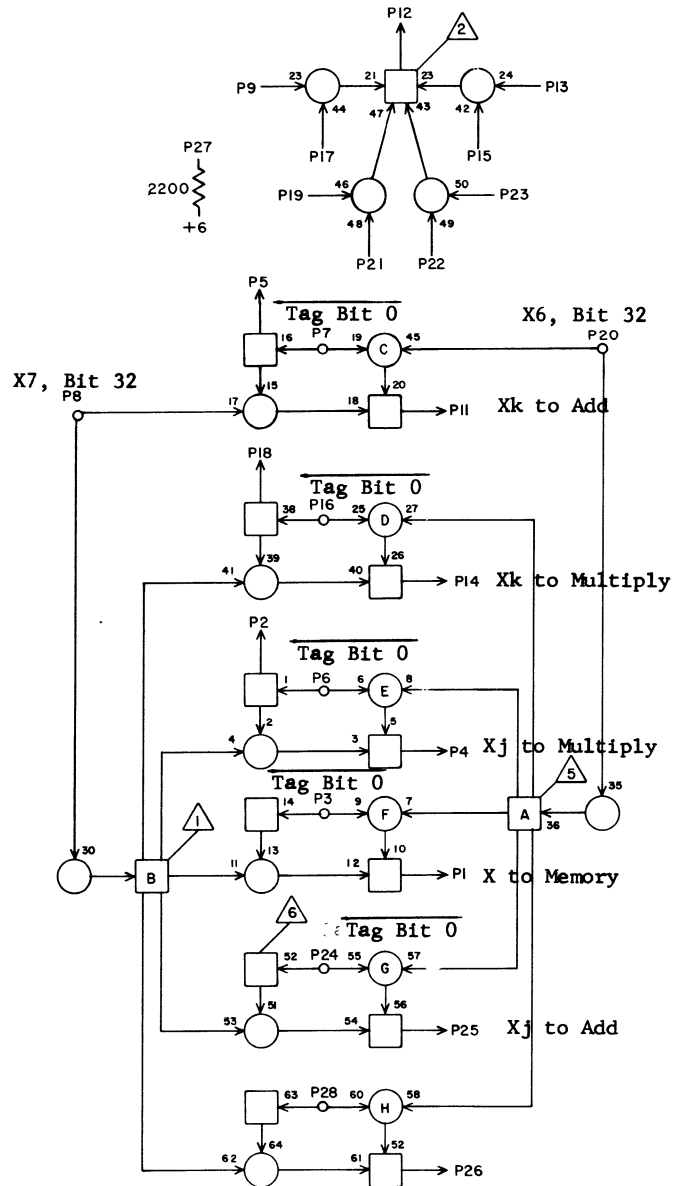 P12
2
P9 23 21 23 24 P13
44 47 43 42
P17 P15
P27
2200
+6
P19 46 50 P23
48 49
P21 P22
P5
Tag Bit 0
X6, Bit 32
P7 P20
16 19 C 45
X7, Bit 32
P8
15 20
17 18 P11 Xk to Add
P18
Tag Bit 0
P16
38 25 D 27
39 26
41 40 P14 Xk to Multiply
P2
Tag Bit 0
1 P6 6 E 8
2 5
4 3 P4 Xj to Multiply
Tag Bit 0
5
14 P3 9 F 7 A 36 35
1
30 13 10
B 11 12 P1 X to Memory
6
Tag Bit 0
52 P24 55 G 57
51 56
53 54 P25 Xj to Add
63 P28 60 H 58
64 52
62 61 P26